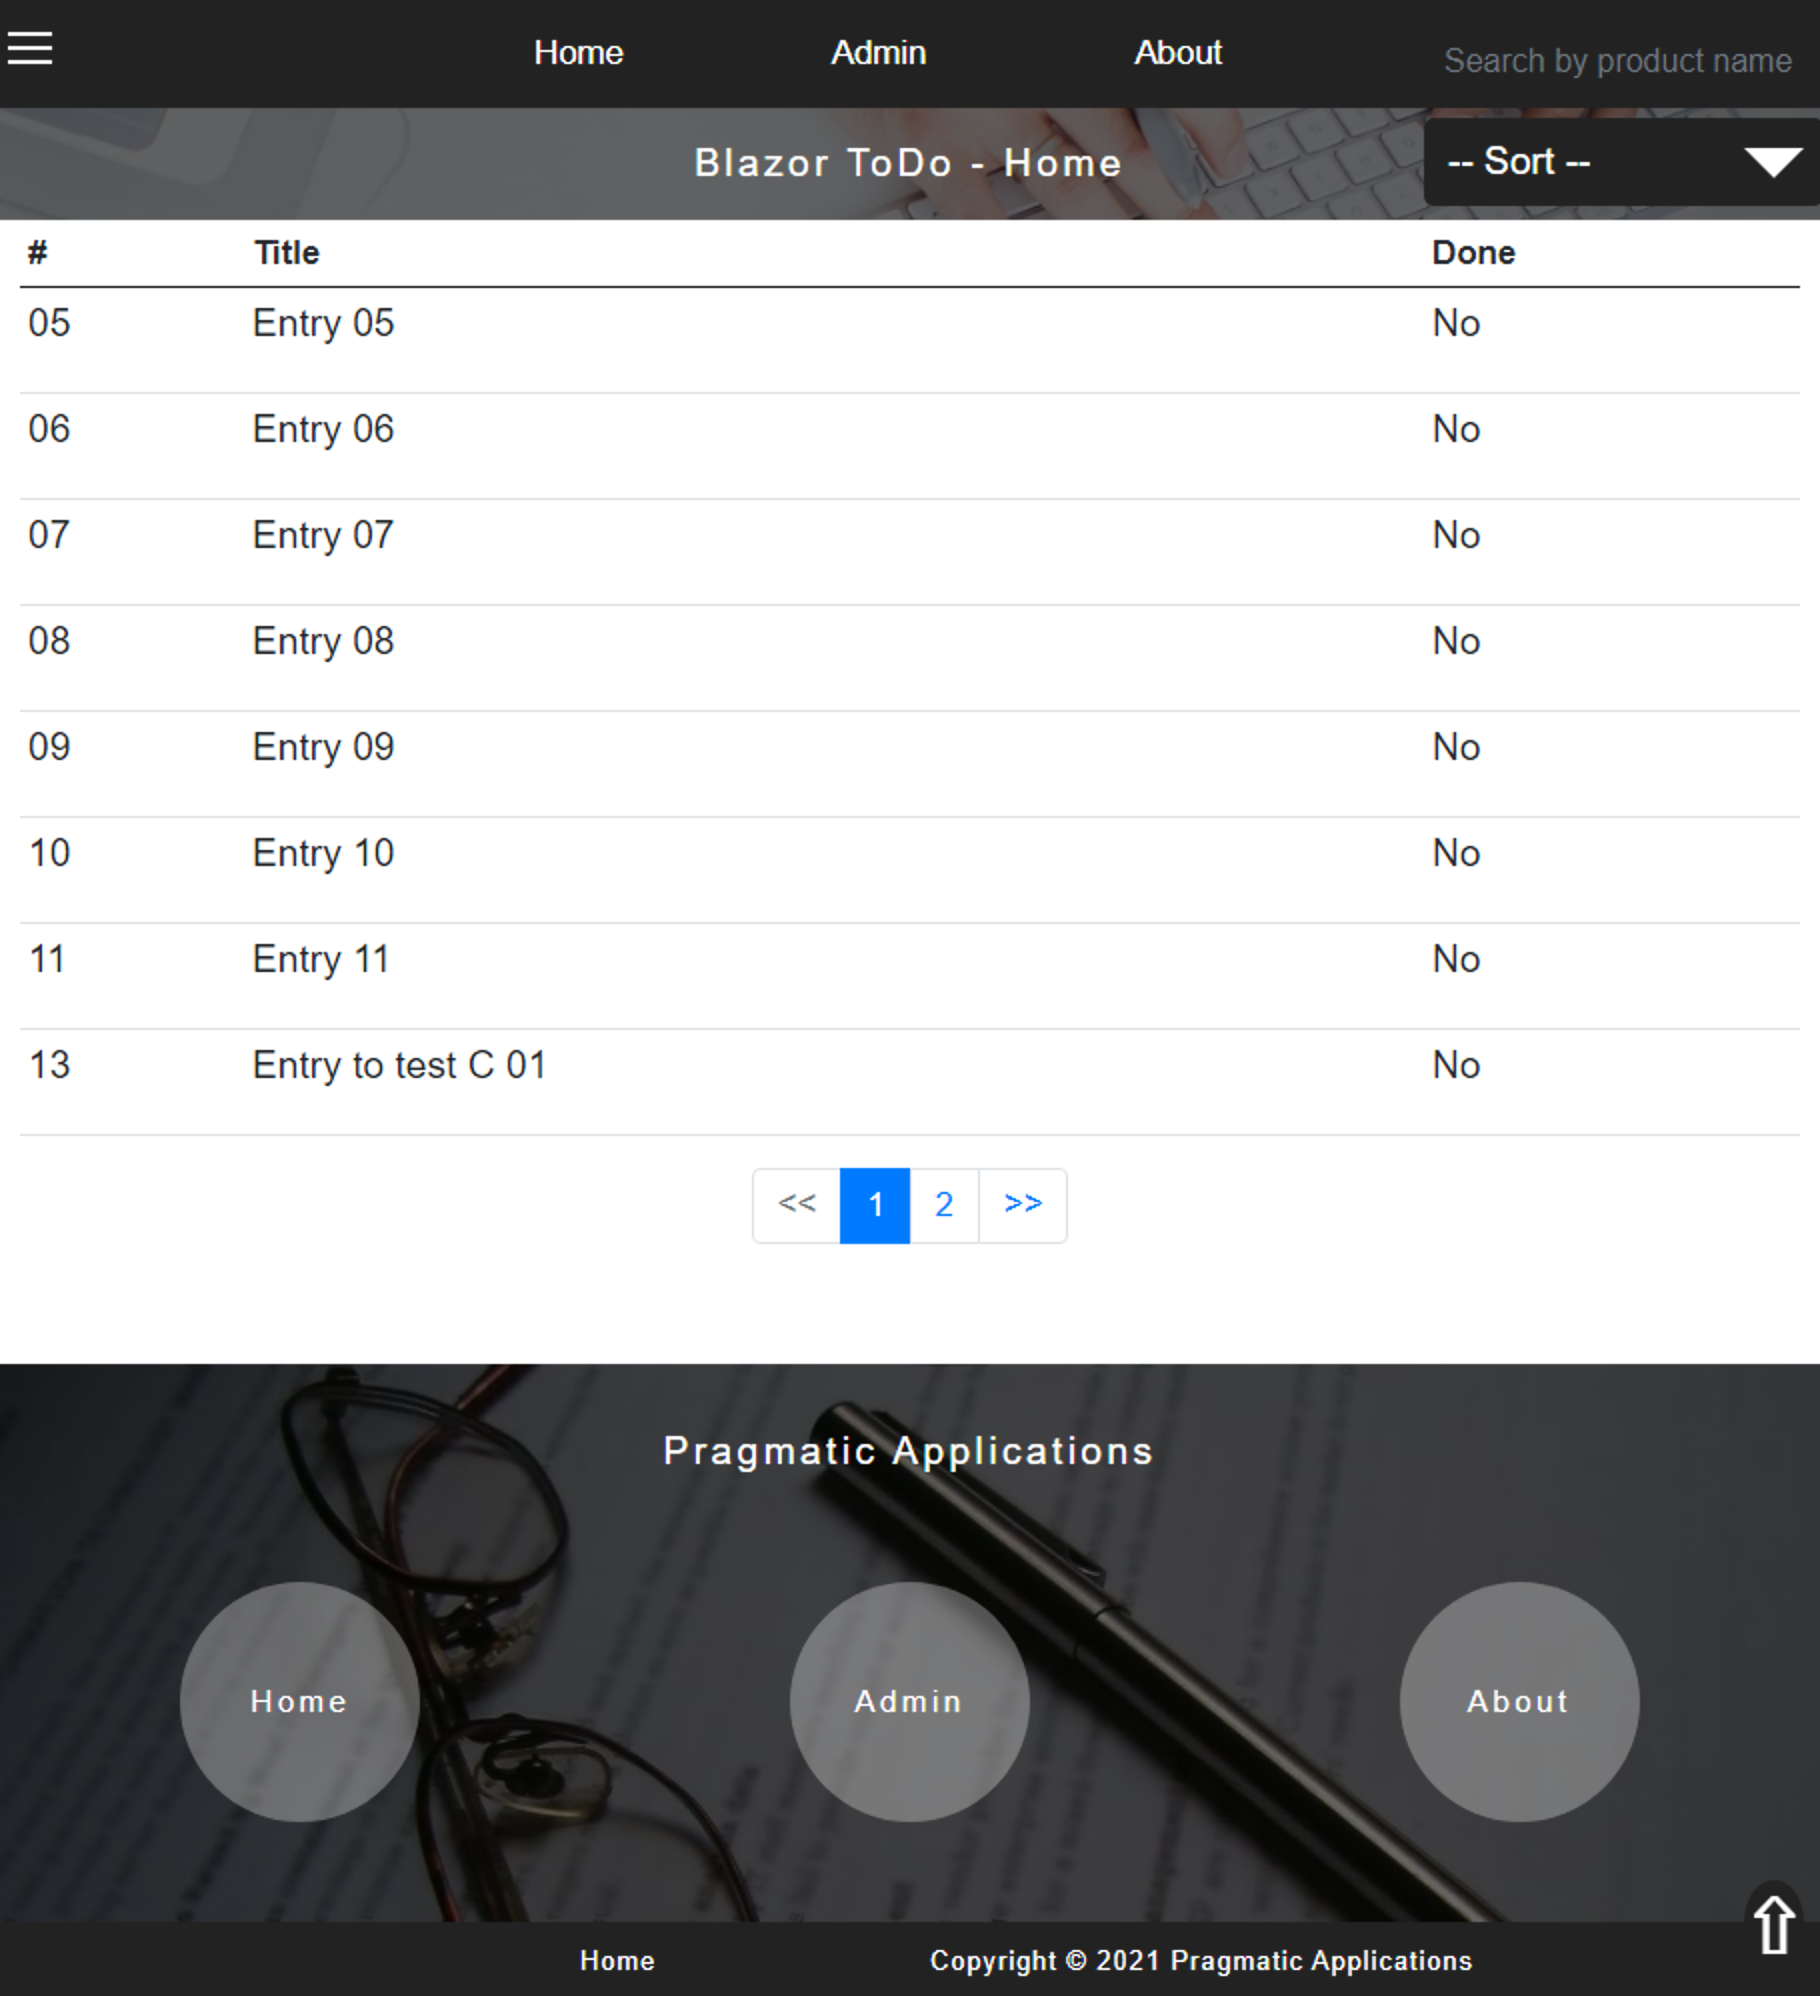 Home Admin About Search by product name
Blazor ToDo - Home -- Sort --
# Title Done
05 Entry 05 No
06 Entry 06 No
07 Entry 07 No
08 Entry 08 No
09 Entry 09 No
10 Entry 10 No
11 Entry 11 No
13 Entry to test C 01 No
<< 1 2 >>
Pragmatic Applications
Home Admin About
Home Copyright © 2021 Pragmatic Applications